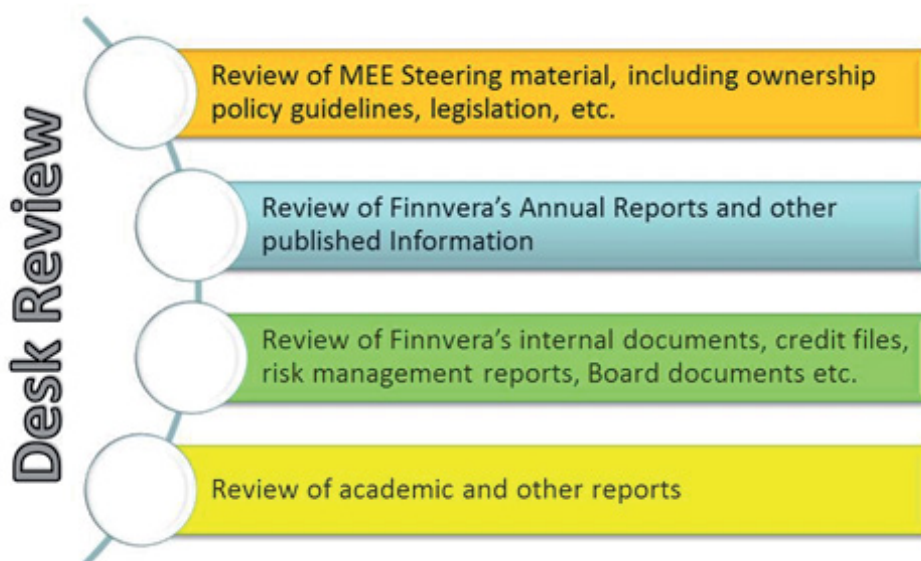 Desk Review
Review of MEE Steering material, including ownership
policy guidelines, legislation, etc.
Review of Finnvera's Annual Reports and other
published Information
Review of Finnvera's internal documents, credit files,
risk management reports, Board documents etc.
Review of academic and other reports